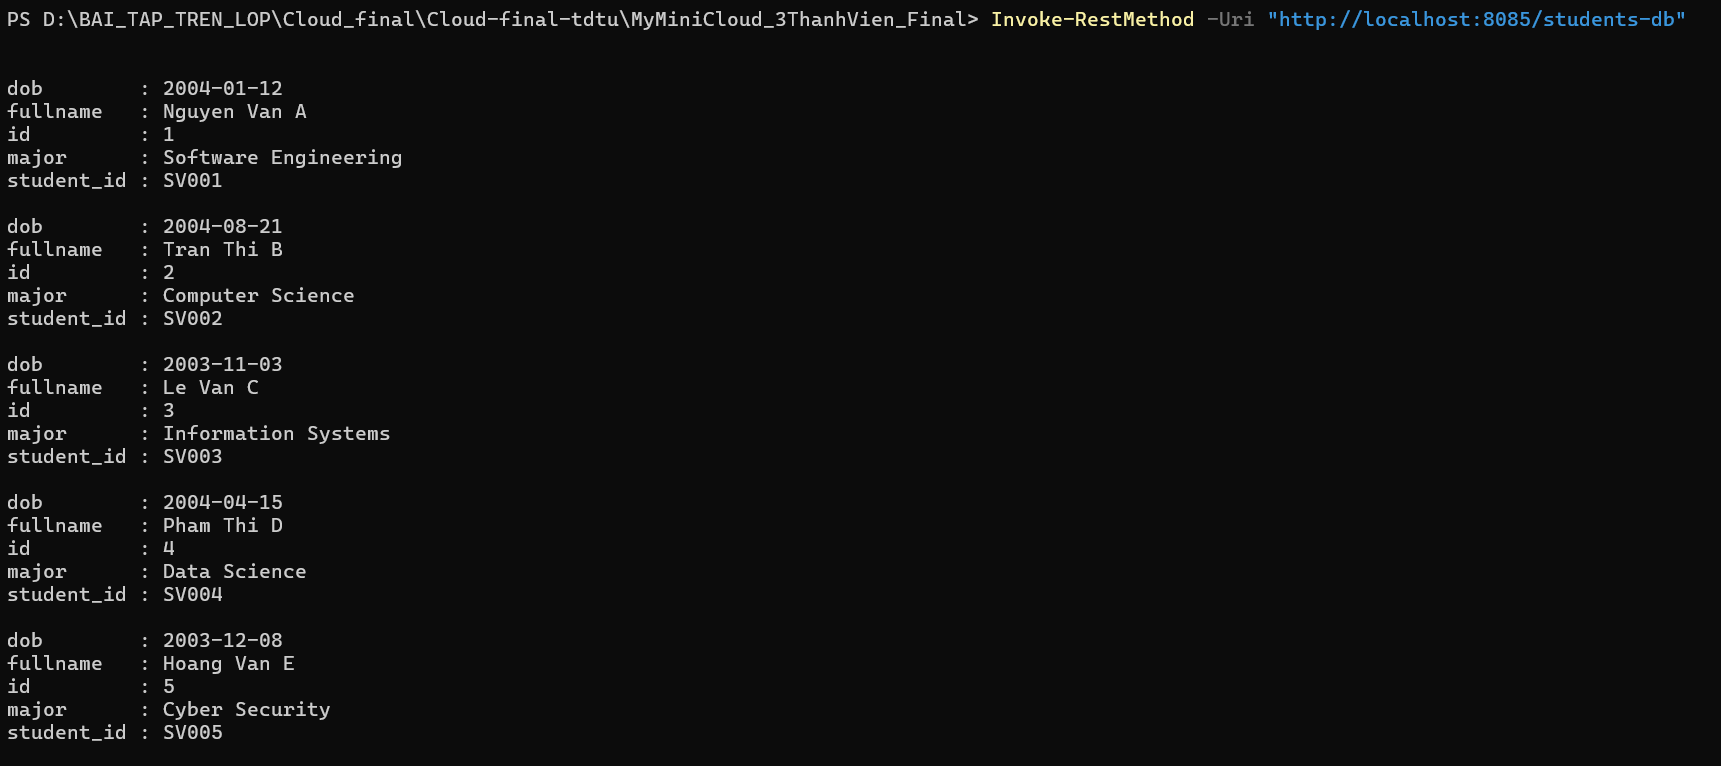 PS D:\BAI_TAP_TREN_LOP\Cloud_final\Cloud-final-tdtu\MyMiniCloud_3ThanhVien_Final> Invoke-RestMethod -Uri "http://localhost:8085/students-db"
dob        : 2004-01-12
fullname   : Nguyen Van A
id         : 1
major      : Software Engineering
student_id : SV001
dob        : 2004-08-21
fullname   : Tran Thi B
id         : 2
major      : Computer Science
student_id : SV002
dob        : 2003-11-03
fullname   : Le Van C
id         : 3
major      : Information Systems
student_id : SV003
dob        : 2004-04-15
fullname   : Pham Thi D
id         : 4
major      : Data Science
student_id : SV004
dob        : 2003-12-08
fullname   : Hoang Van E
id         : 5
major      : Cyber Security
student_id : SV005